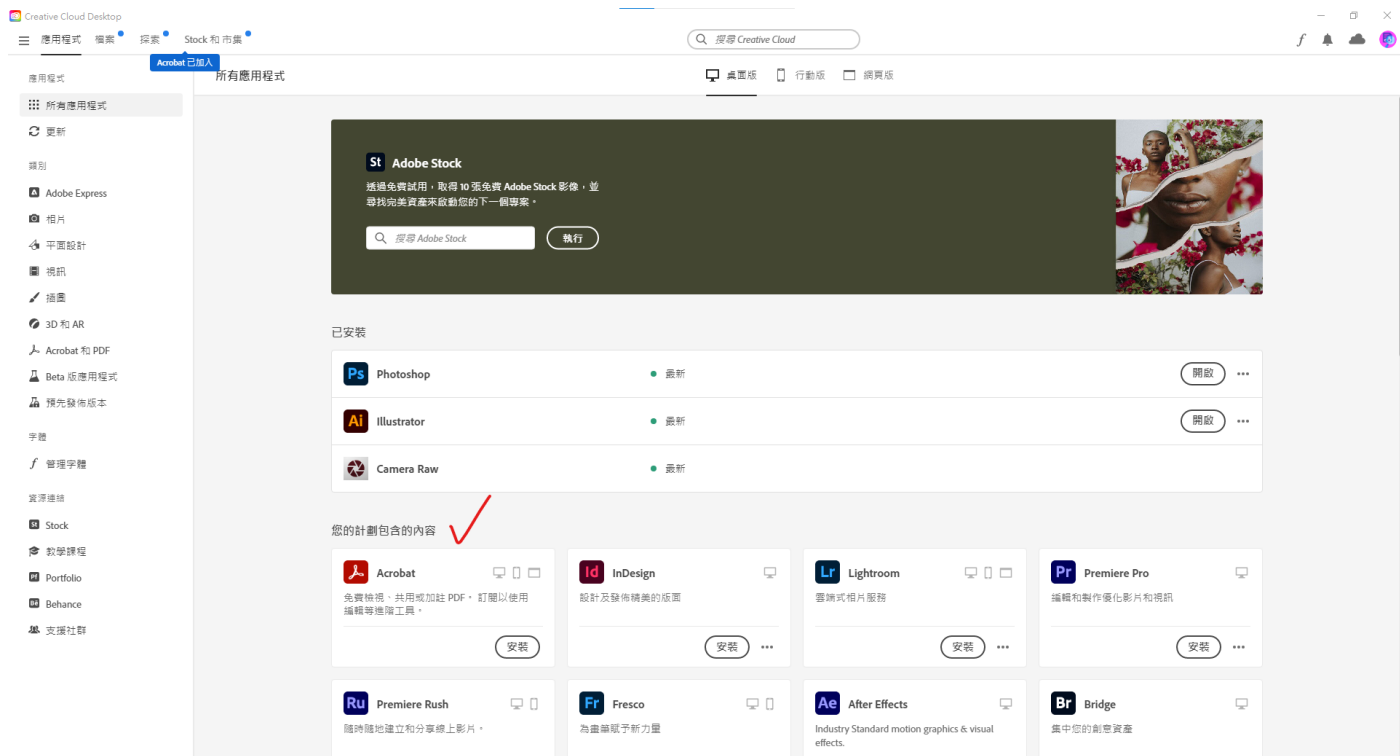 Creative Cloud Desktop
應用程式 檔案 探索 Stock 和 市集
搜尋 Creative Cloud
Acrobat 已加入
應用程式
所有應用程式
更新
類別
Adobe Express
相片
平面設計
視訊
插圖
3D 和 AR
Acrobat 和 PDF
Beta 版應用程式
預先發佈版本
字體
管理字體
資源連結
Stock
教學課程
Portfolio
Behance
支援社群
所有應用程式
桌面版 行動版 網頁版
St Adobe Stock
透過免費試用，取得 10 張免費 Adobe Stock 影像，並
尋找完美資產來啟動您的下一個專案。
搜尋 Adobe Stock 執行
已安裝
Ps Photoshop 最新 開啟
Ai Illustrator 最新 開啟
Camera Raw 最新
您的計劃包含的內容
Acrobat
免費檢視、共用或加註 PDF。 訂閱以使用
編輯等進階工具。
安裝
Id InDesign
設計及發佈精美的版面
安裝
Lr Lightroom
雲端式相片服務
安裝
Pr Premiere Pro
編輯和製作優化影片和視訊
安裝
Ru Premiere Rush
隨時隨地建立和分享線上影片。
Fr Fresco
為畫筆賦予新力量
Ae After Effects
Industry Standard motion graphics & visual
effects.
Br Bridge
集中您的創意資產